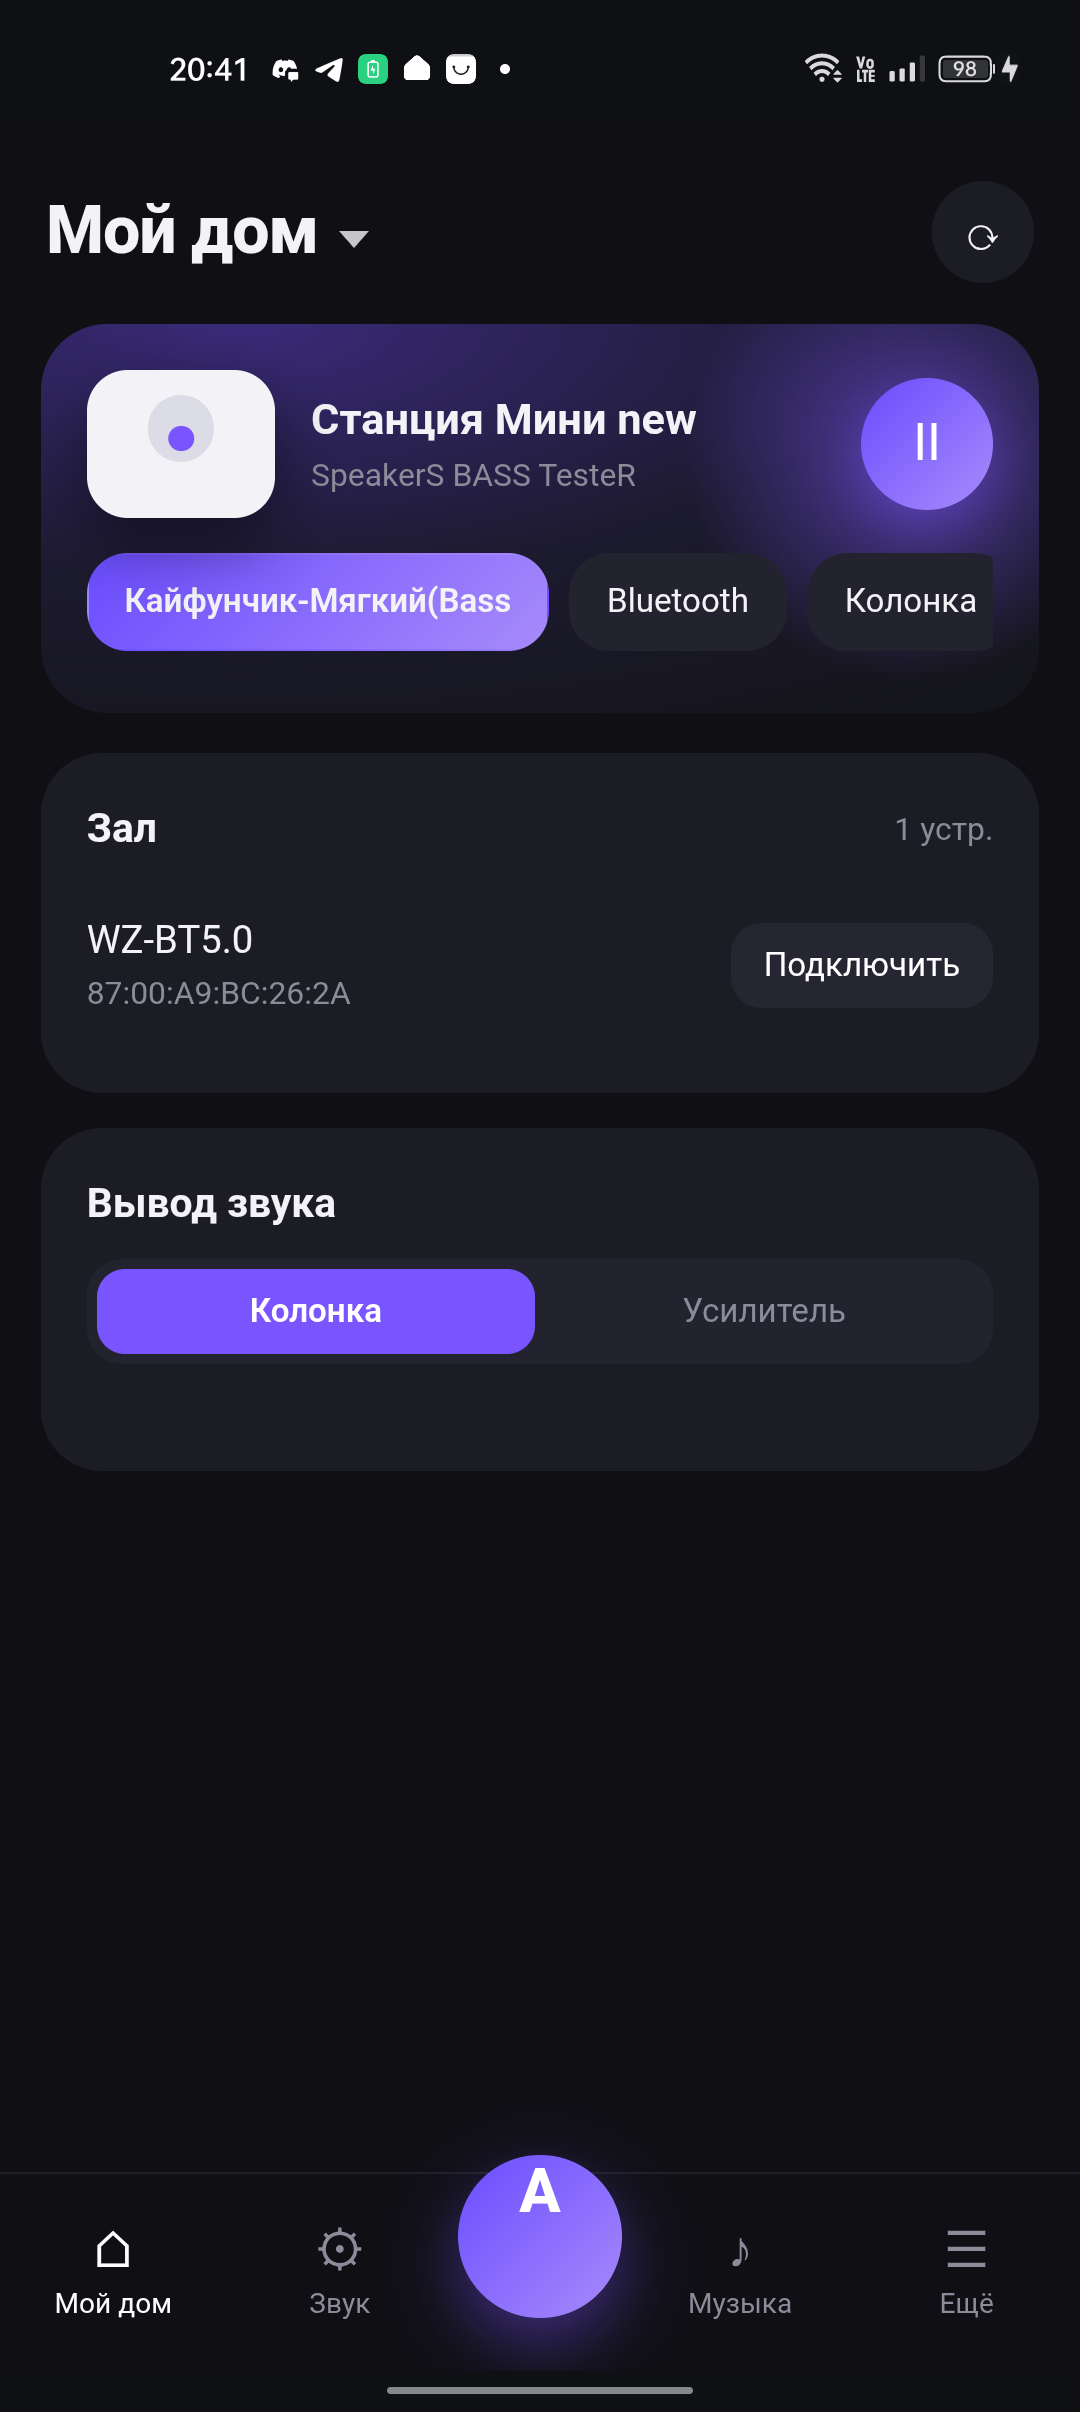 20:41
Vo LTE
98
Мой дом
Станция Мини new
SpeakerS BASS TesteR
Кайфунчик-Мягкий(Bass
Bluetooth
Колонка
Зал
1 устр.
WZ-BT5.0
87:00:A9:BC:26:2A
Подключить
Вывод звука
Колонка
Усилитель
A
Мой дом
Звук
Музыка
Ещё